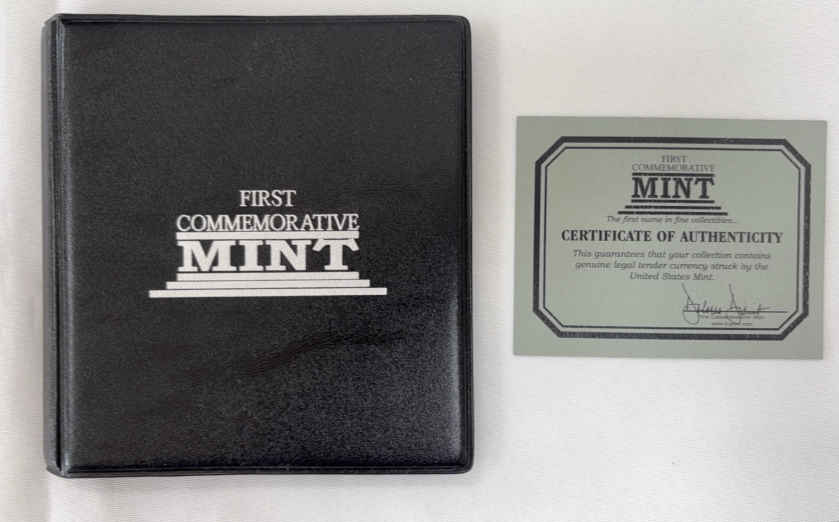 FIRST
COMMEMORATIVE
MINT
FIRST
COMMEMORATIVE
MINT
The first name in fine collectibles...
CERTIFICATE OF AUTHENTICITY
This guarantees that your collection contains
genuine legal tender currency struck by the
United States Mint.